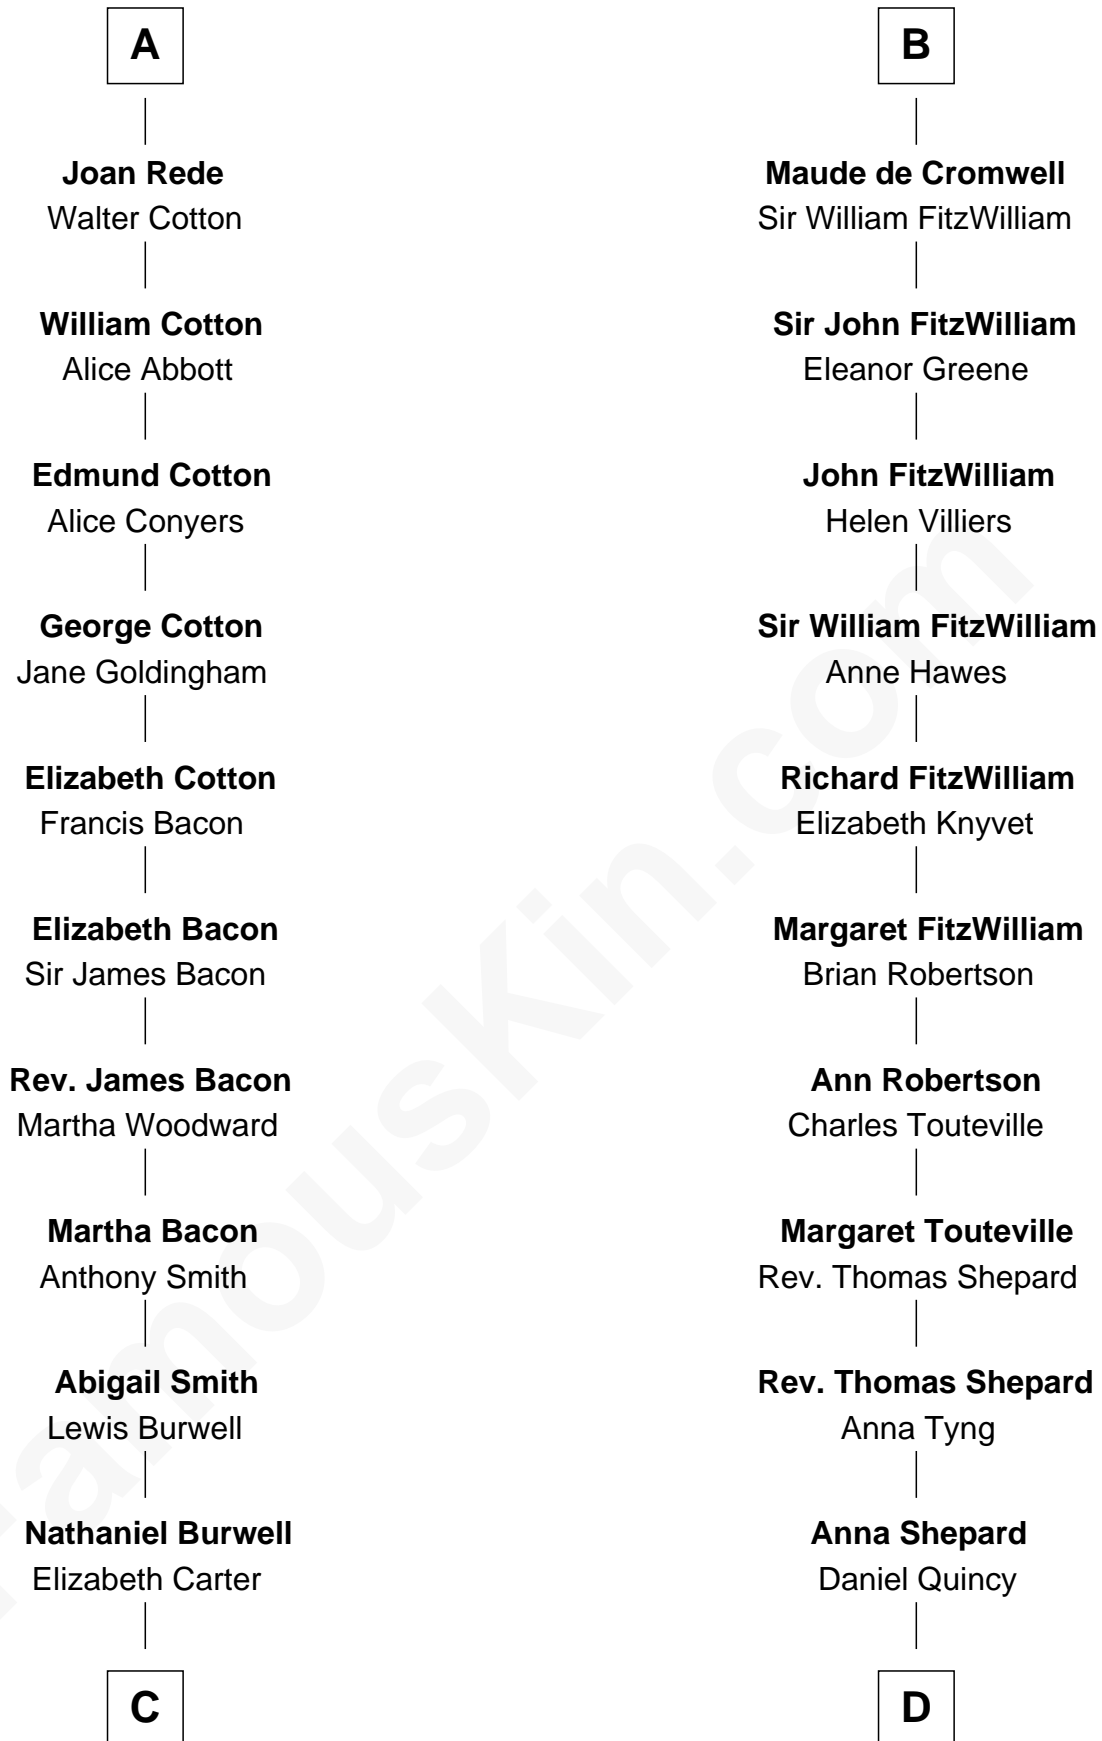 A
Joan Rede
Walter Cotton
William Cotton
Alice Abbott
Edmund Cotton
Alice Conyers
George Cotton
Jane Goldingham
Elizabeth Cotton
Francis Bacon
Elizabeth Bacon
Sir James Bacon
Rev. James Bacon
Martha Woodward
Martha Bacon
Anthony Smith
Abigail Smith
Lewis Burwell
Nathaniel Burwell
Elizabeth Carter
C
B
Maude de Cromwell
Sir William FitzWilliam
Sir John FitzWilliam
Eleanor Greene
John FitzWilliam
Helen Villiers
Sir William FitzWilliam
Anne Hawes
Richard FitzWilliam
Elizabeth Knyvet
Margaret FitzWilliam
Brian Robertson
Ann Robertson
Charles Touteville
Margaret Touteville
Rev. Thomas Shepard
Rev. Thomas Shepard
Anna Tyng
Anna Shepard
Daniel Quincy
D
FamousKin.com